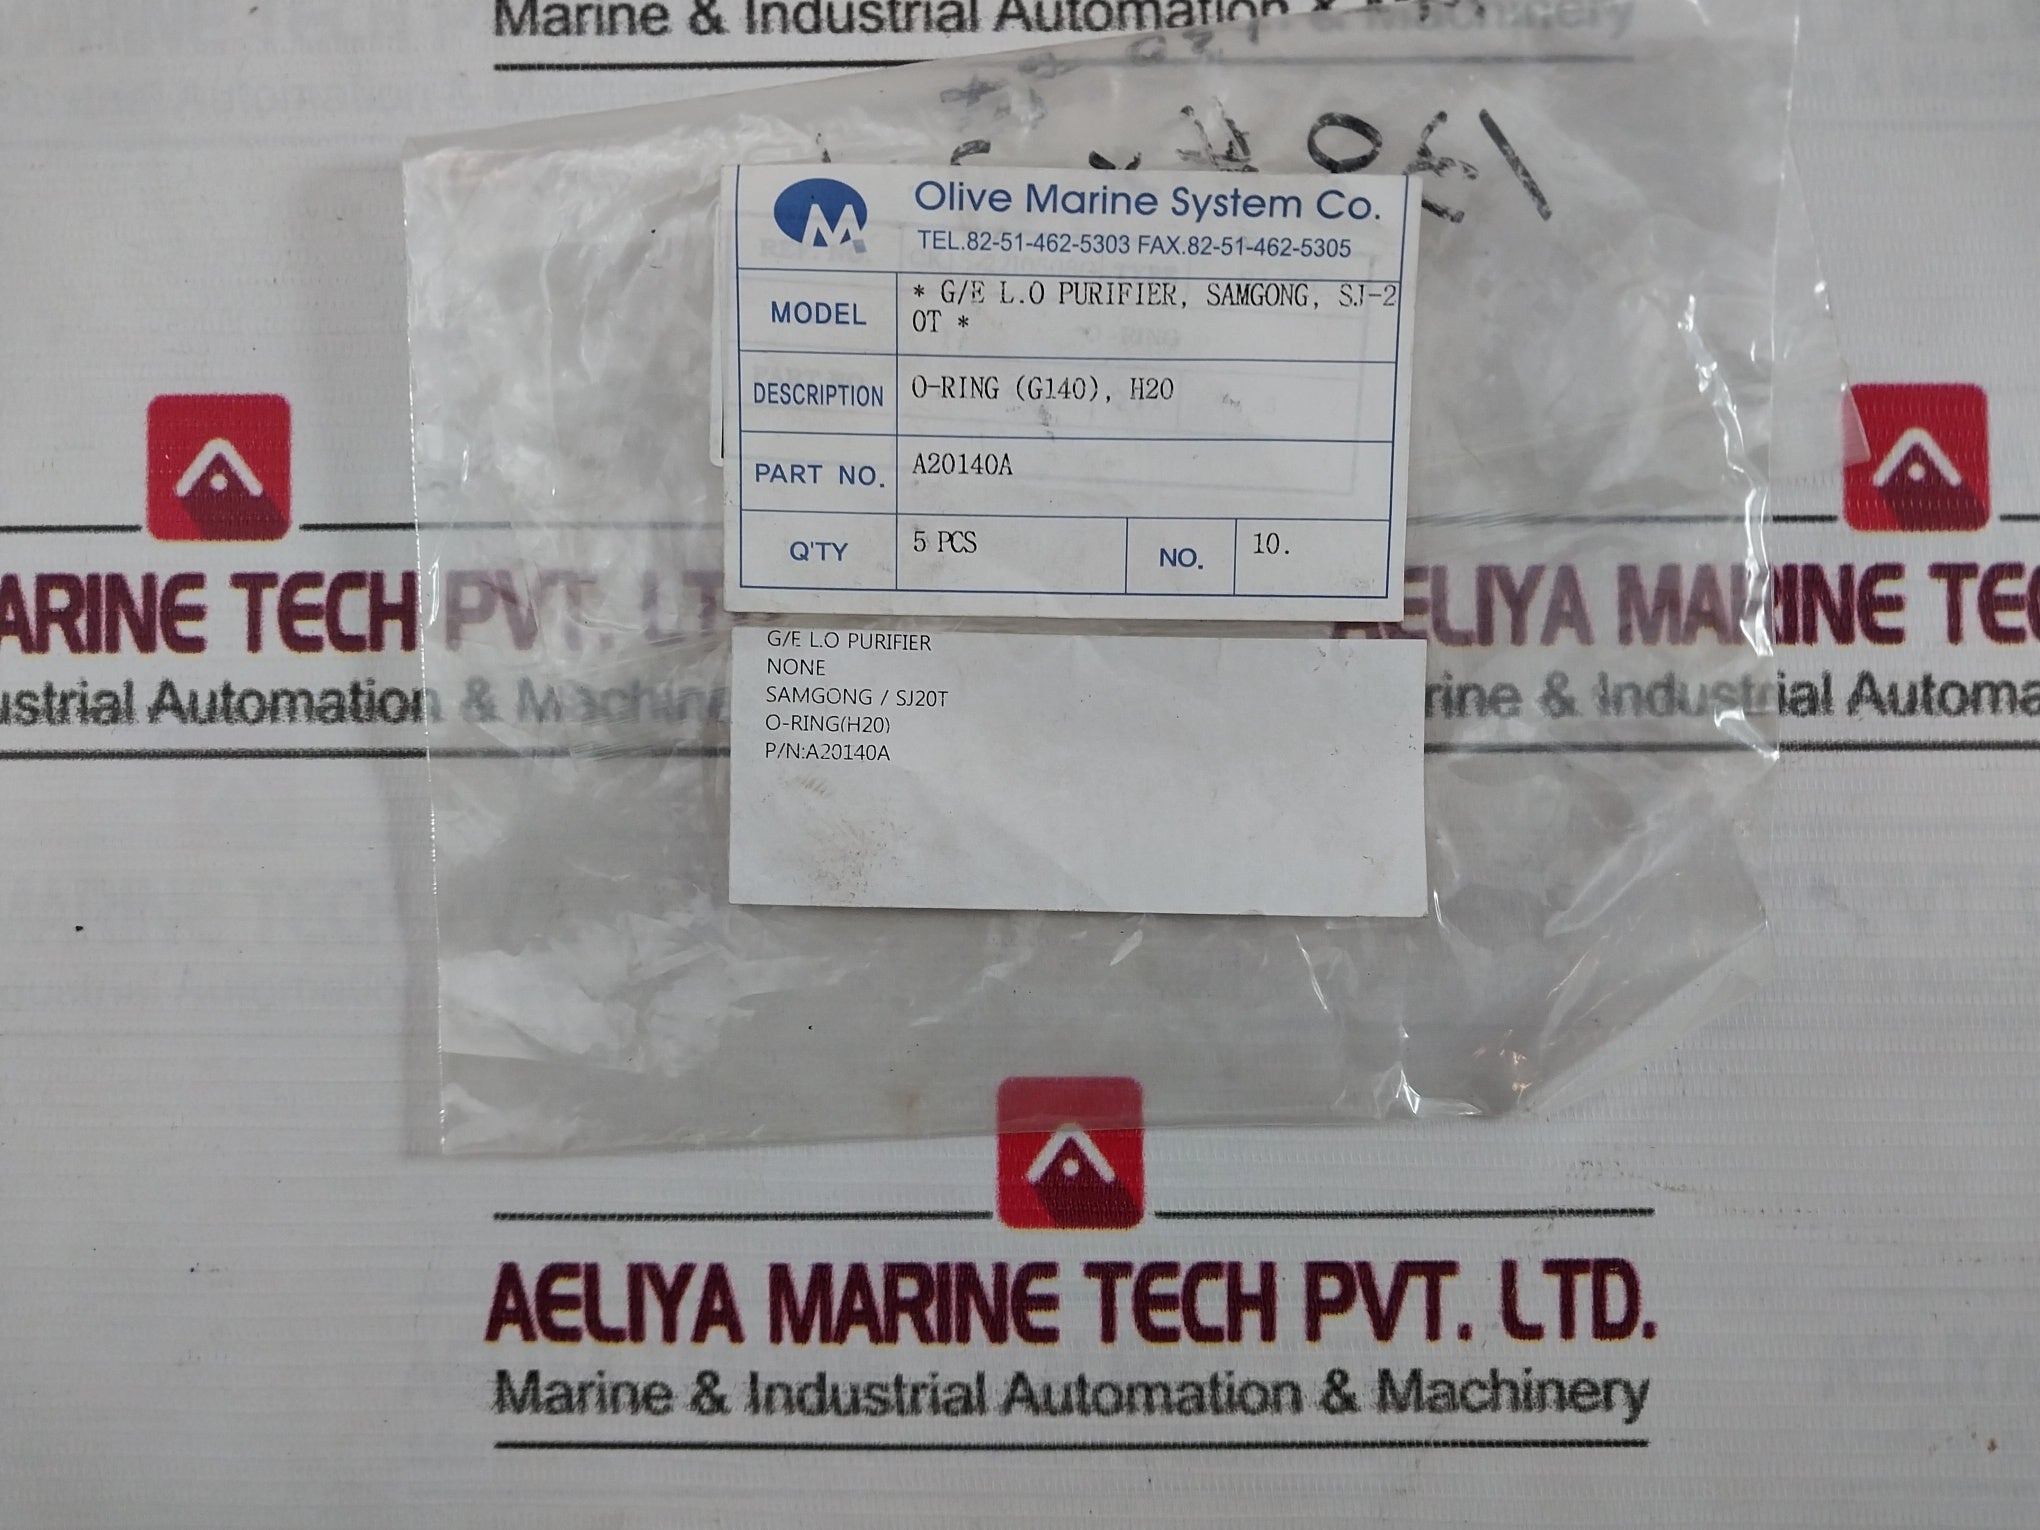 Marine & Industrial Automation & Machinery
Olive Marine System Co.
TEL.82-51-462-5303 FAX.82-51-462-5305
MODEL
* G/E L.O PURIFIER, SAMGONG, SJ-2
0T *
DESCRIPTION
O-RING (G140), H20
PART NO.
A20140A
Q'TY
5 PCS
NO.
10.
G/E L.O PURIFIER
NONE
SAMGONG / SJ20T
O-RING(H20)
P/N:A20140A
ARINE TECH PVT. LT
ustrial Automation & Machin
AELIYA MARINE TEC
rine & Industrial Automa
AELIYA MARINE TECH PVT. LTD.
Marine & Industrial Automation & Machinery